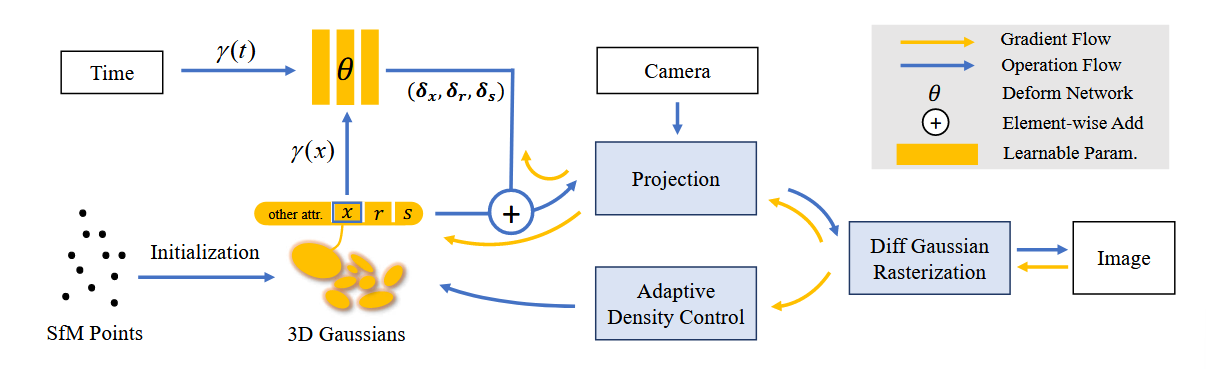 Time
γ(t)
θ
(δₓ, δᵣ, δₛ)
Camera
Gradient Flow
Operation Flow
θ Deform Network
+ Element-wise Add
Learnable Param.
γ(x)
Projection
other attr. x r s
+
Initialization
SfM Points
3D Gaussians
Adaptive
Density Control
Diff Gaussian
Rasterization
Image